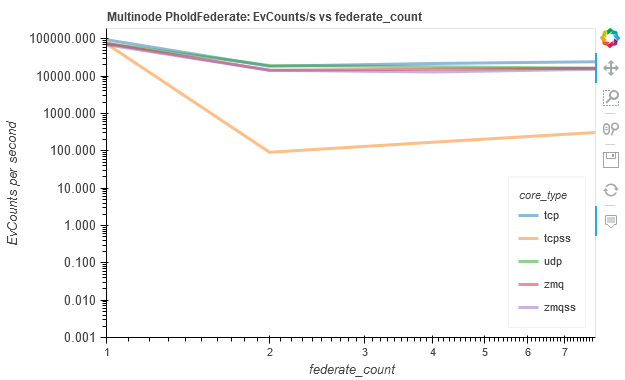 Multinode PholdFederate: EvCounts/s vs federate_count
EvCounts per second
100000.000
10000.000
1000.000
100.000
10.000
1.000
0.100
0.010
0.001
core_type
tcp
tcpss
udp
zmq
zmqss
1
2
3
4
5
6
7
federate_count